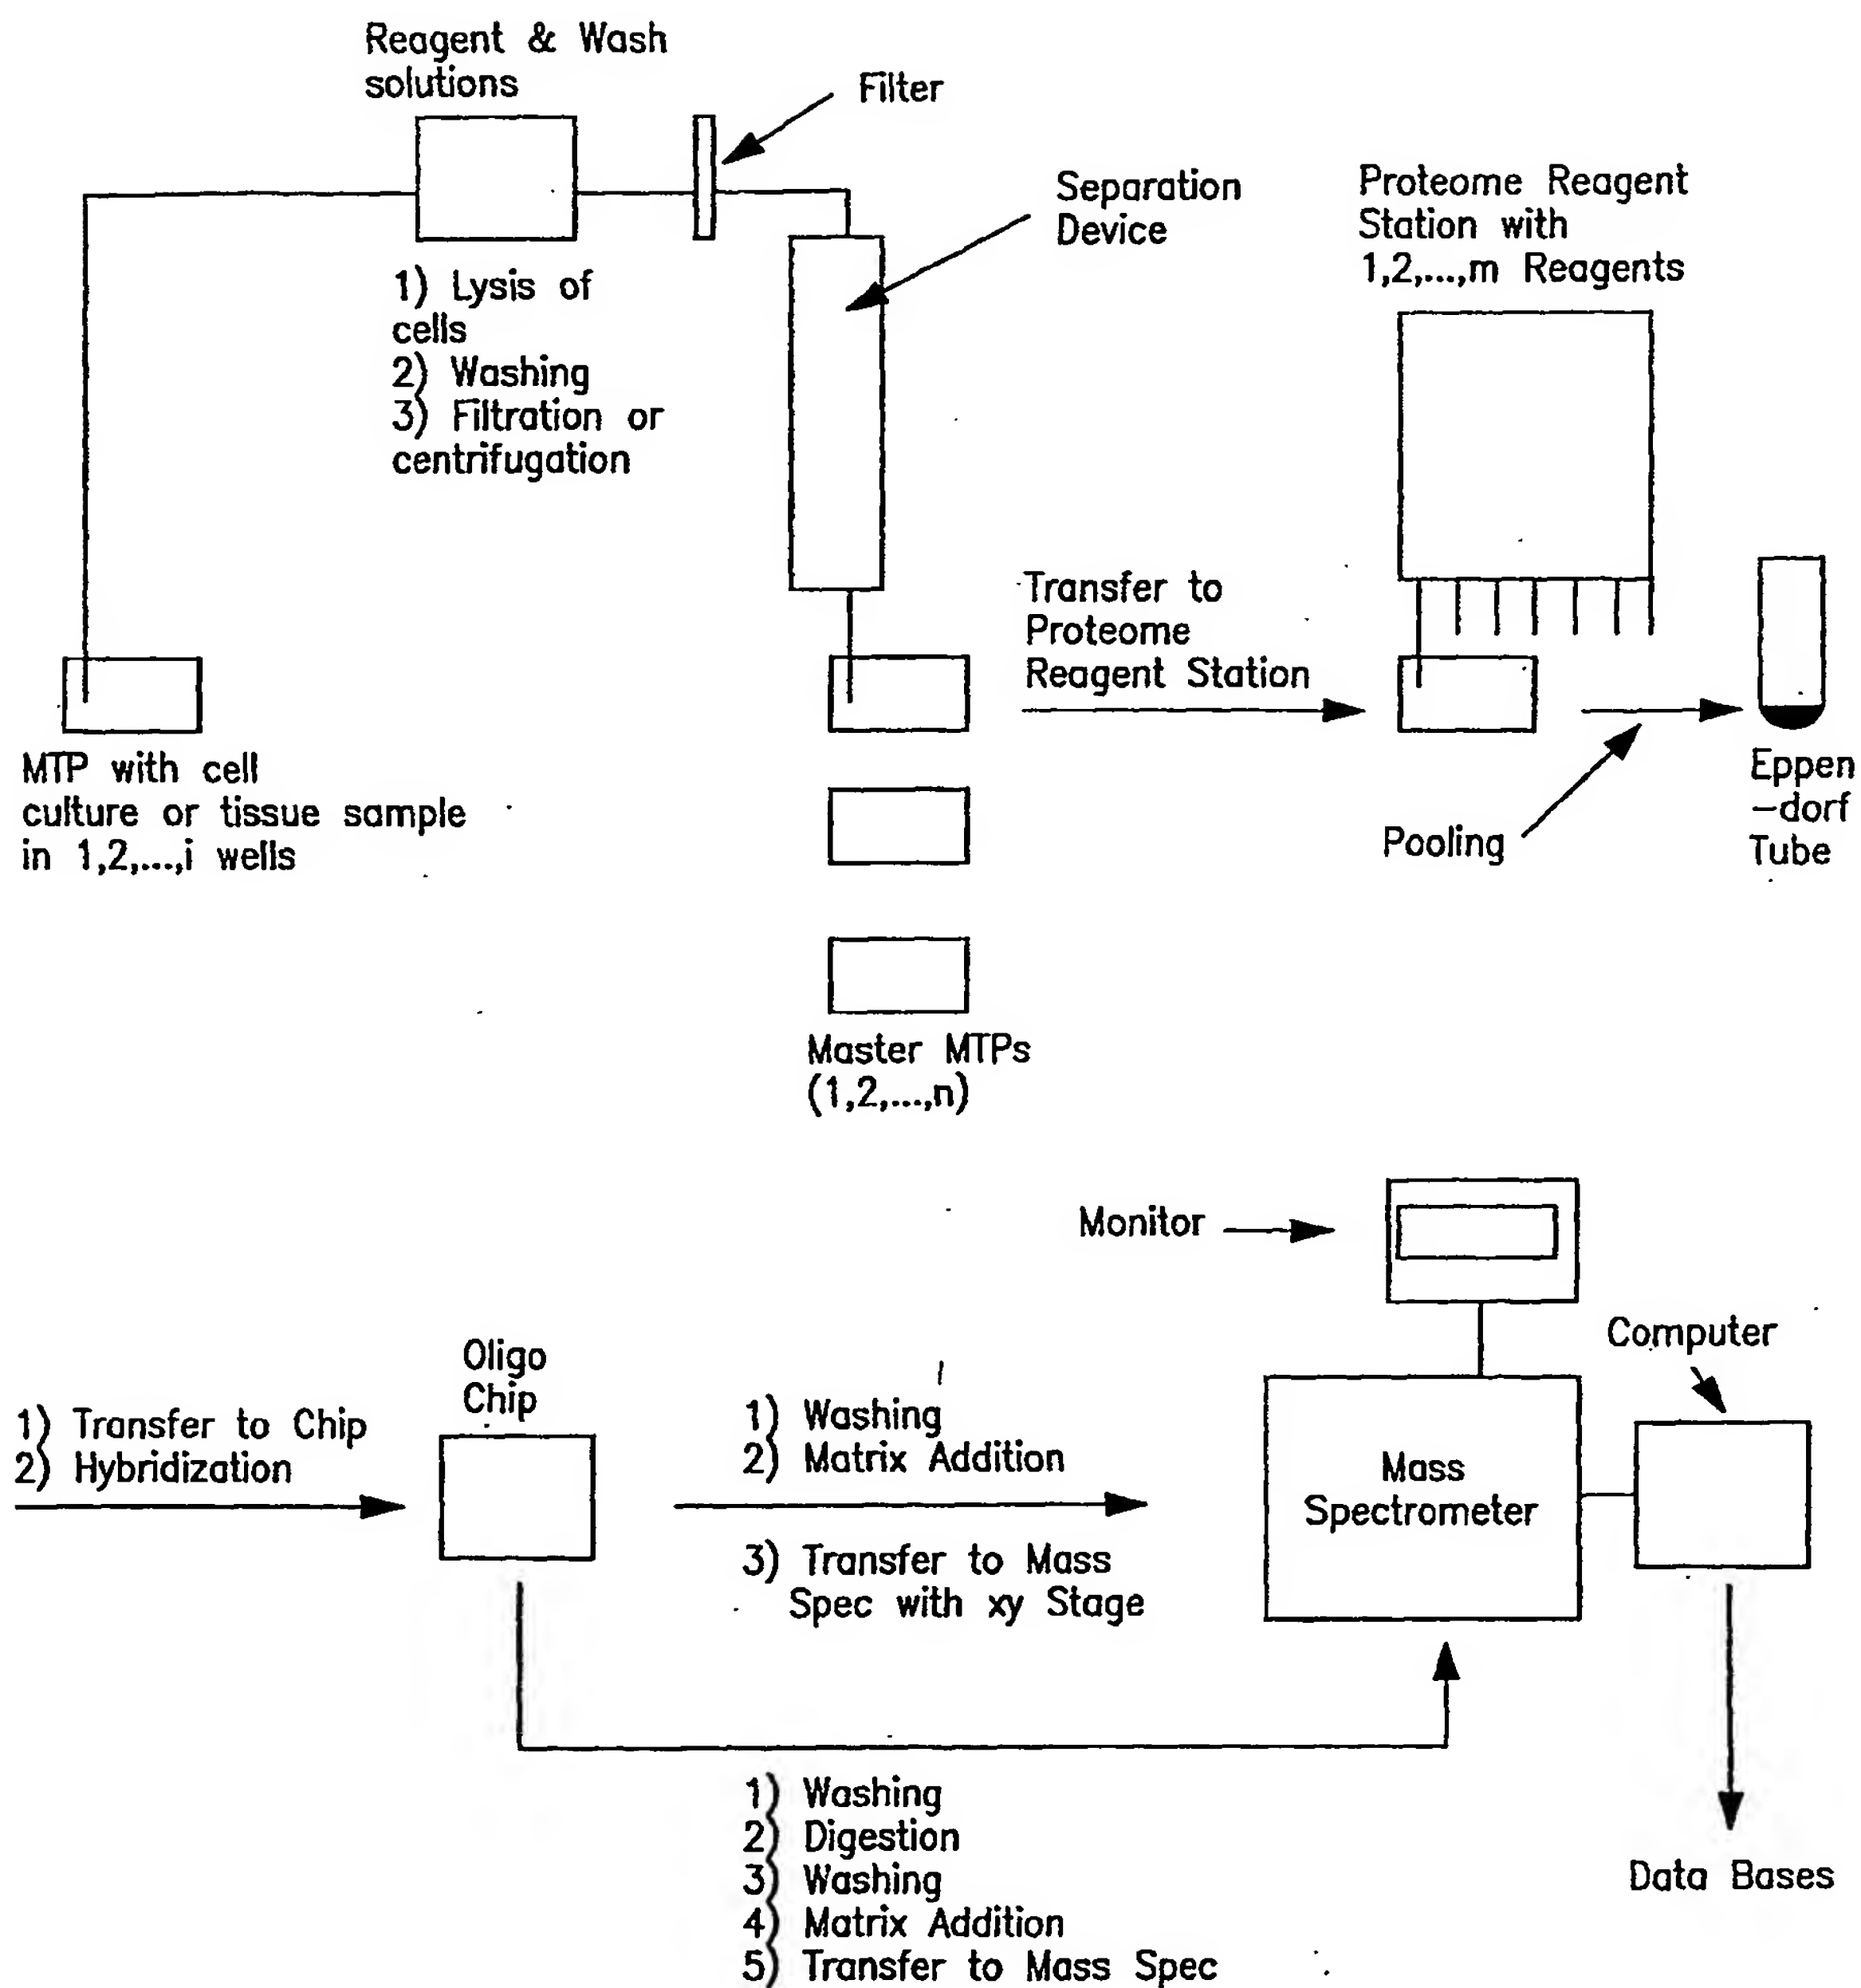 Reagent & Wash
solutions
Filter
Separation
Device
Proteome Reagent
Station with
1,2,...,m Reagents
1) Lysis of
cells
2) Washing
3) Filtration or
centrifugation
Transfer to
Proteome
Reagent Station
MTP with cell
culture or tissue sample
in 1,2,...,i wells
Pooling
Eppen
-dorf
Tube
Master MTPs
(1,2,...,n)
Monitor
Computer
Oligo
Chip
1) Transfer to Chip
2) Hybridization
1) Washing
2) Matrix Addition
3) Transfer to Mass
Spec with xy Stage
Mass
Spectrometer
1) Washing
2) Digestion
3) Washing
4) Matrix Addition
5) Transfer to Mass Spec
Data Bases